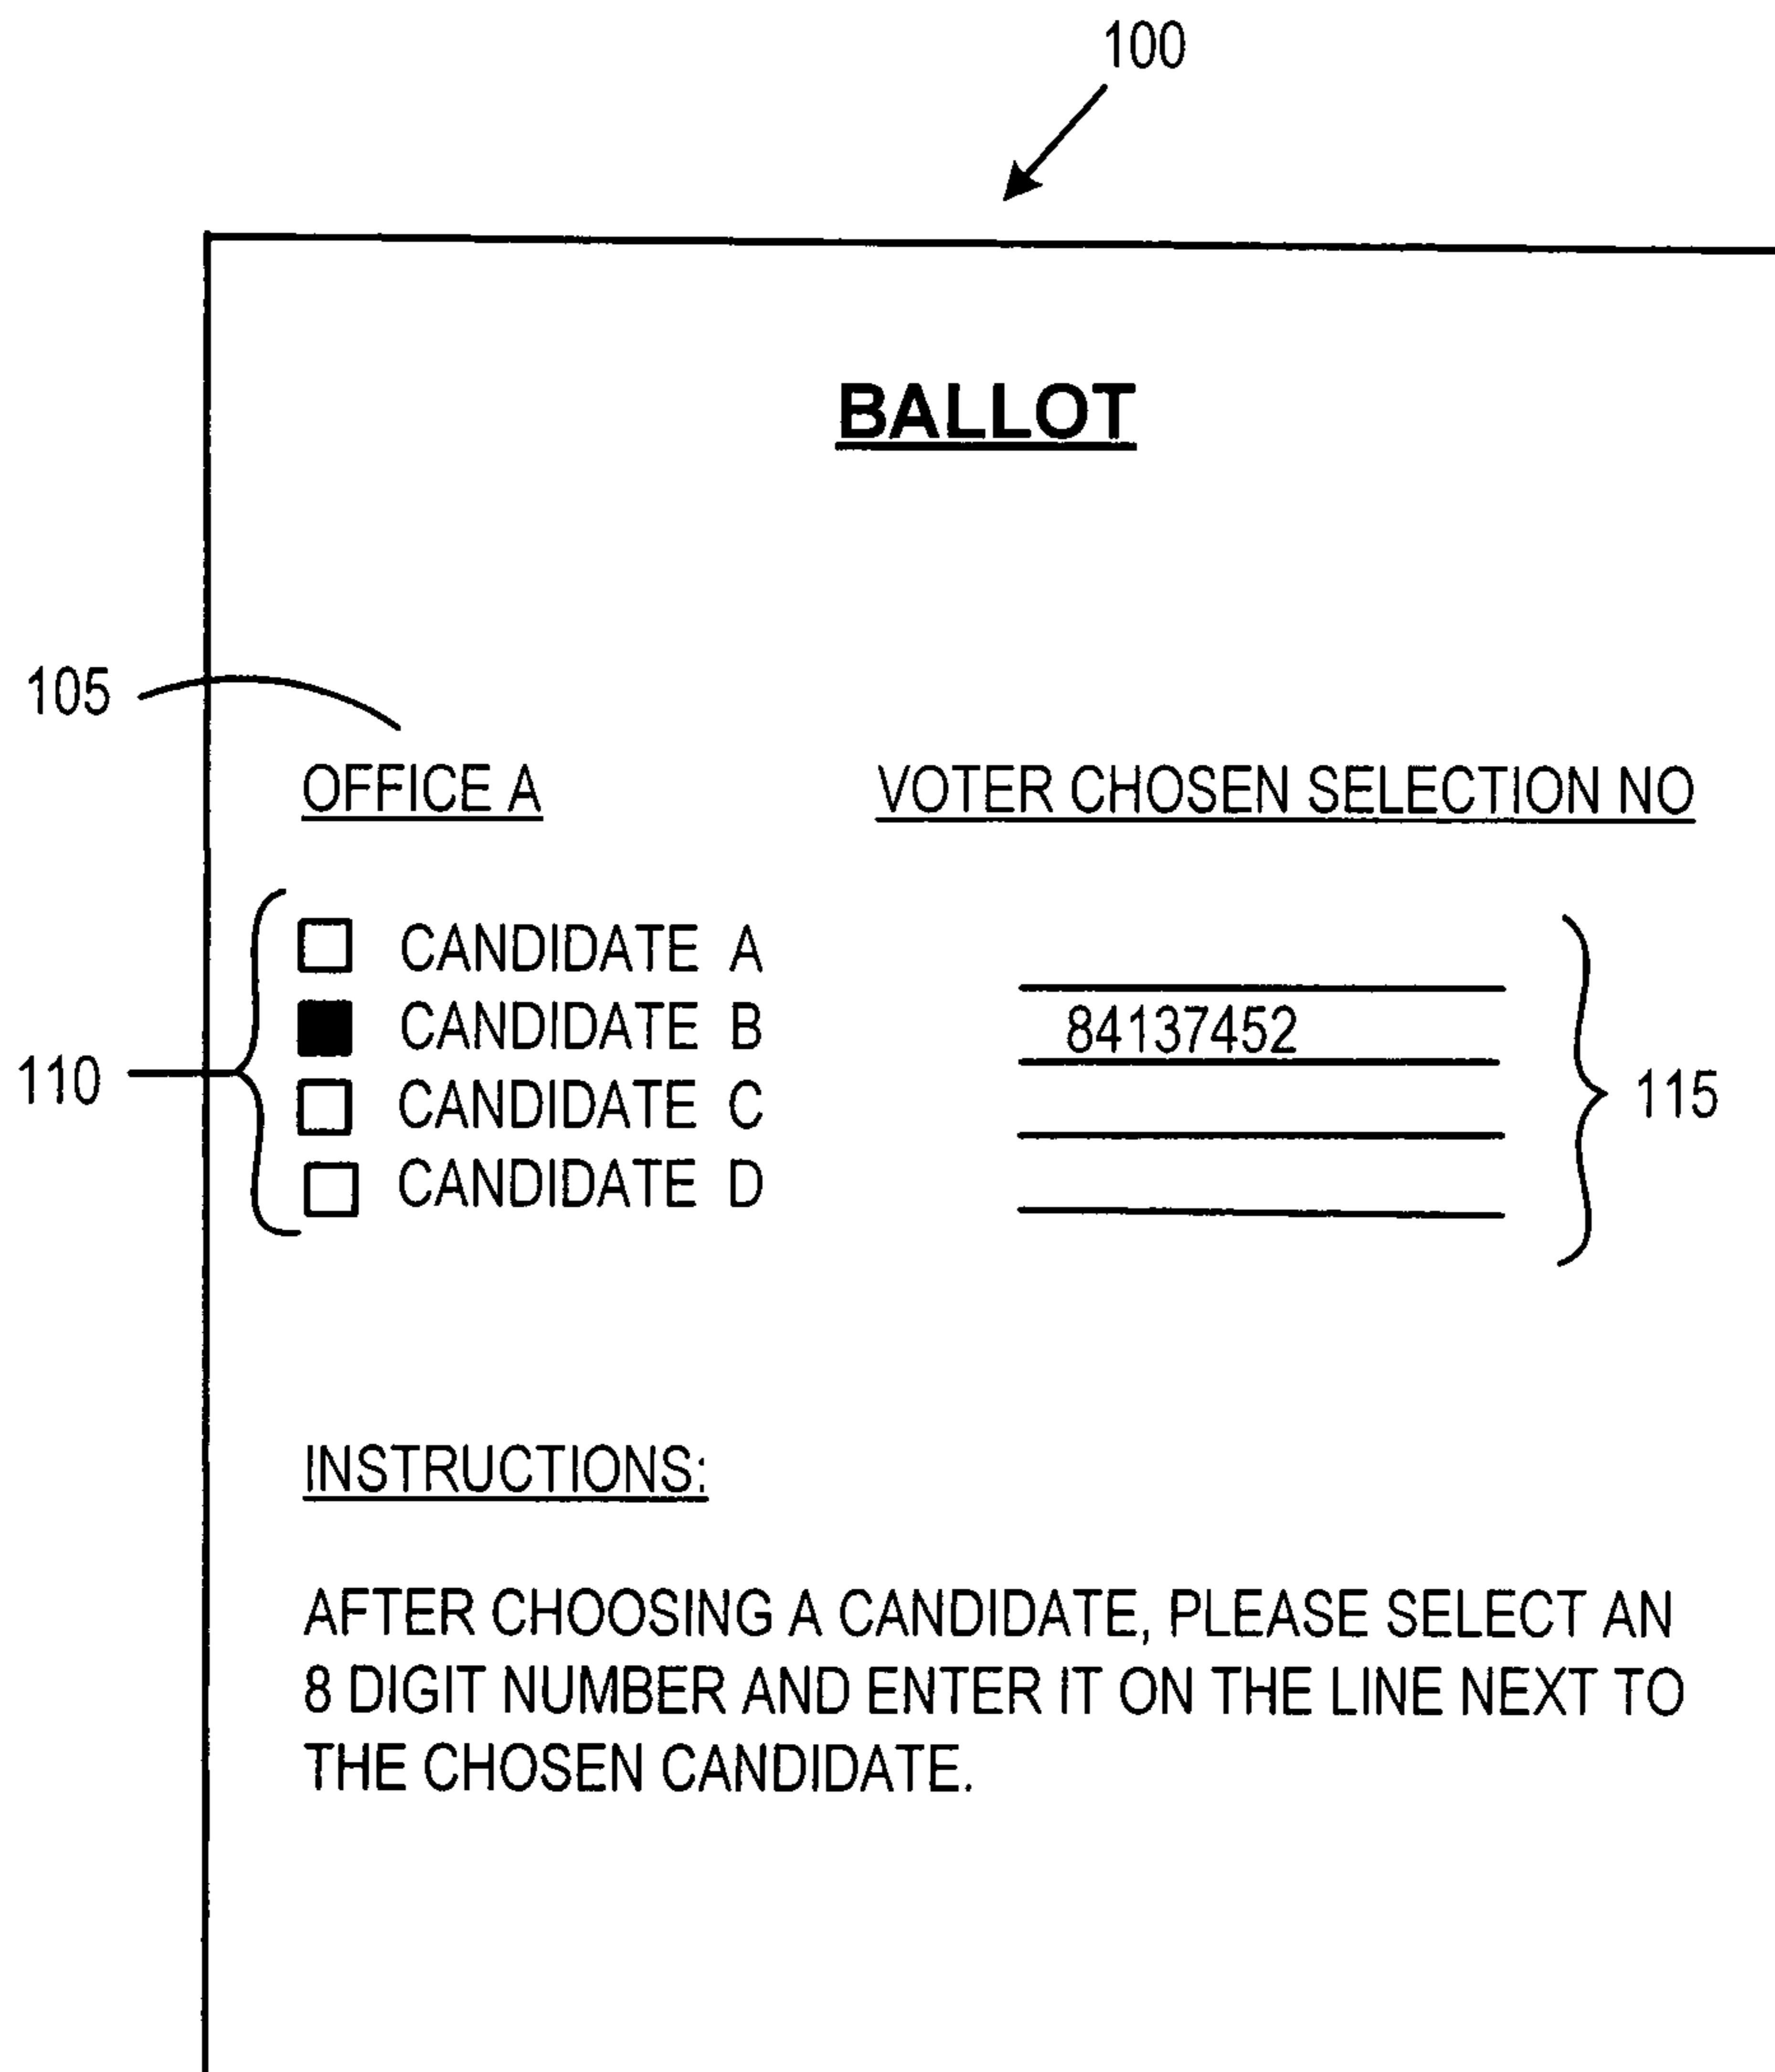 100
BALLOT
105
OFFICE A VOTER CHOSEN SELECTION NO
CANDIDATE A
CANDIDATE B 84137452
110 CANDIDATE C 115
CANDIDATE D
INSTRUCTIONS:
AFTER CHOOSING A CANDIDATE, PLEASE SELECT AN
8 DIGIT NUMBER AND ENTER IT ON THE LINE NEXT TO
THE CHOSEN CANDIDATE.